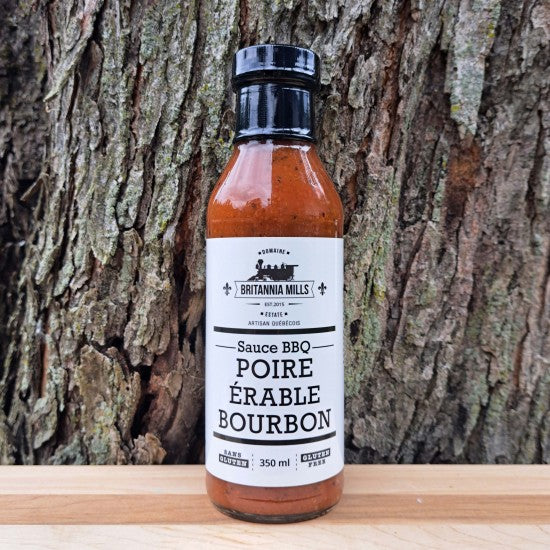 DOMAINE
BRITANNIA MILLS
EST. 2015
ESTATE
ARTISAN QUÉBÉCOIS
Sauce BBQ
POIRE
ÉRABLE
BOURBON
SANS GLUTEN 350 ml GLUTEN FREE